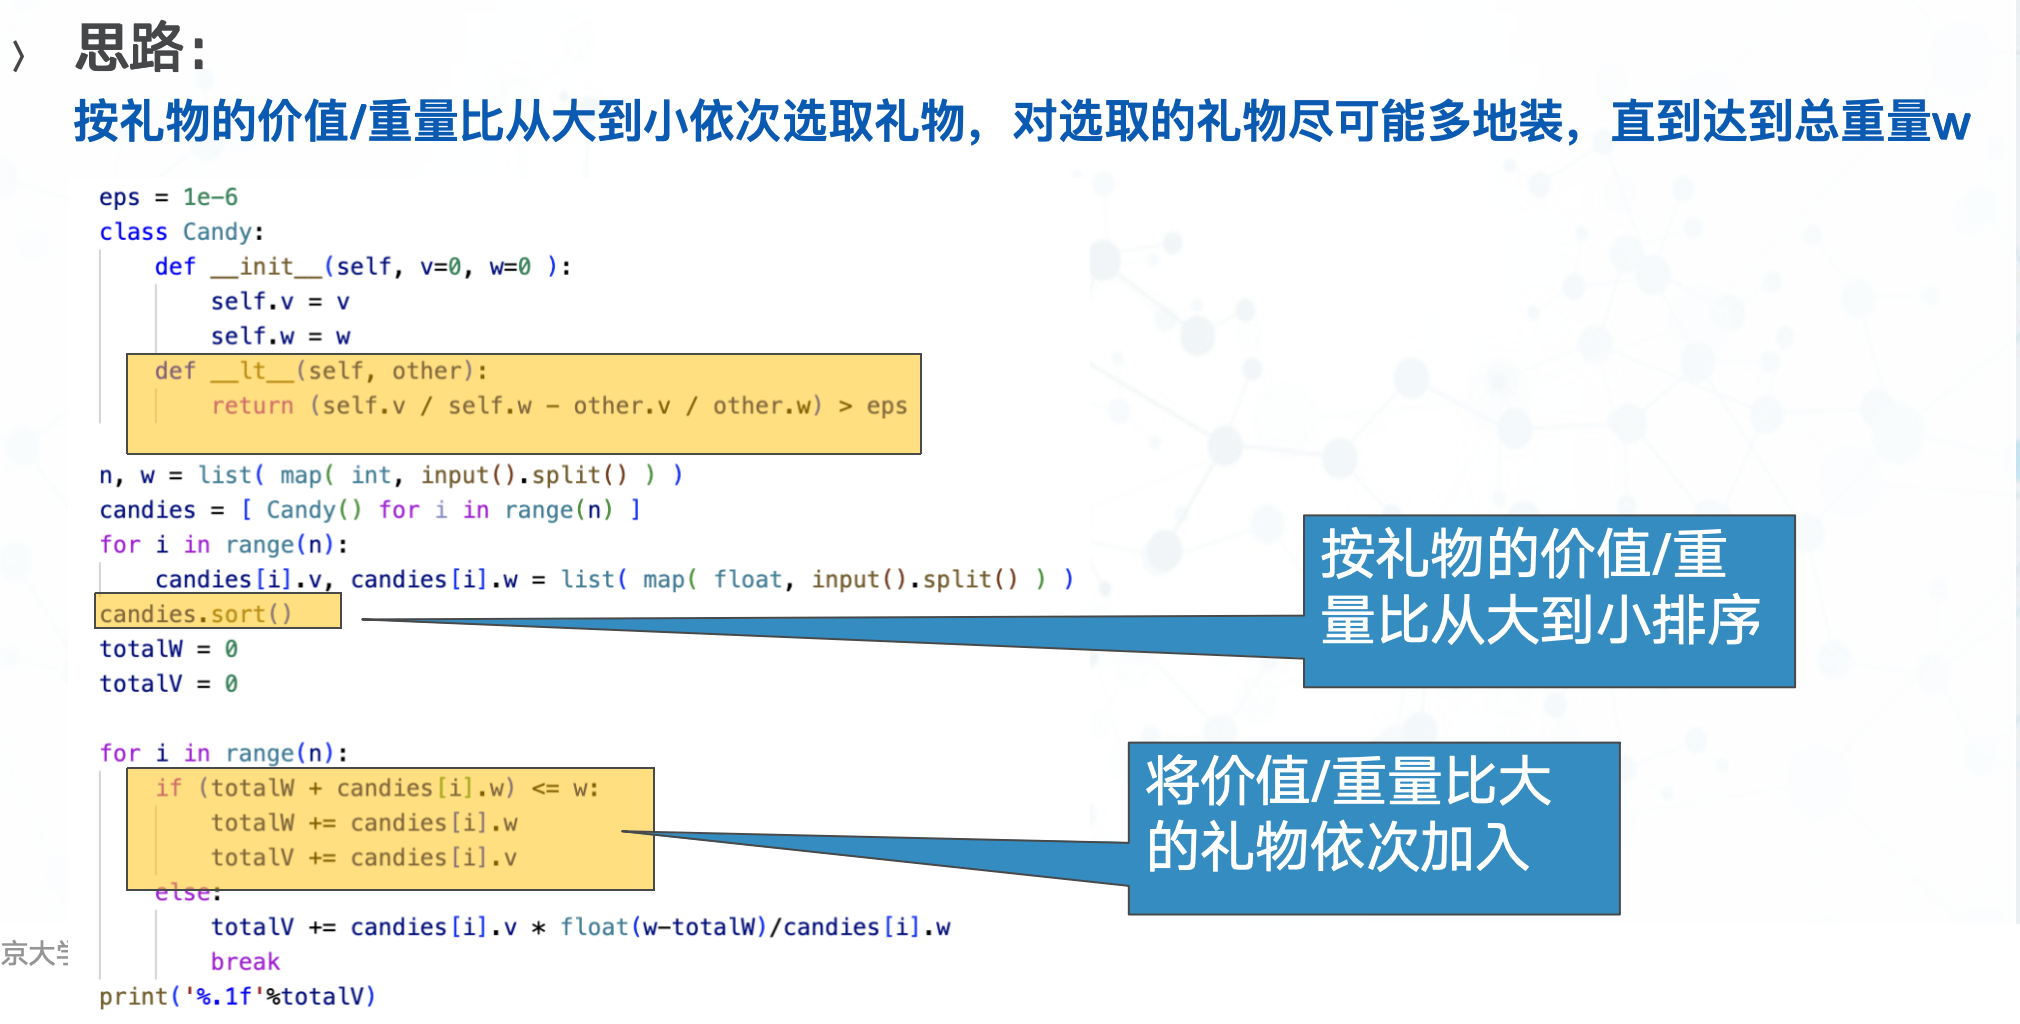 〉 思路：
按礼物的价值/重量比从大到小依次选取礼物，对选取的礼物尽可能多地装，直到达到总重量w
eps = 1e-6
class Candy:
    def __init__(self, v=0, w=0 ):
        self.v = v
        self.w = w
    def __lt__(self, other):
        return (self.v / self.w - other.v / other.w) > eps
n, w = list( map( int, input().split() ) )
candies = [ Candy() for i in range(n) ]
for i in range(n):
    candies[i].v, candies[i].w = list( map( float, input().split() ) )
candies.sort()
totalW = 0
totalV = 0
for i in range(n):
    if (totalW + candies[i].w) <= w:
        totalW += candies[i].w
        totalV += candies[i].v
    else:
        totalV += candies[i].v * float(w-totalW)/candies[i].w
        break
print('%.1f'%totalV)
按礼物的价值/重
量比从大到小排序
将价值/重量比大
的礼物依次加入
京大